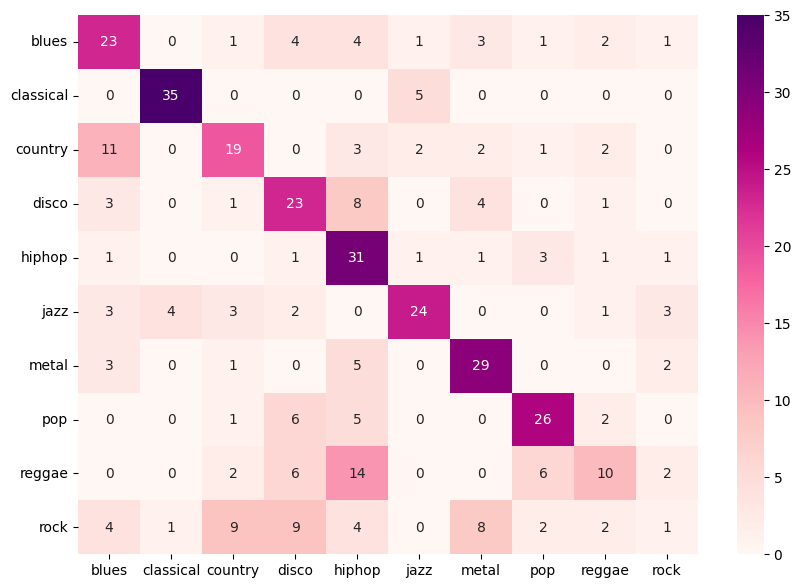 blues 23 0 1 4 4 1 3 1 2 1
classical 0 35 0 0 0 5 0 0 0 0
country 11 0 19 0 3 2 2 1 2 0
disco 3 0 1 23 8 0 4 0 1 0
hiphop 1 0 0 1 31 1 1 3 1 1
jazz 3 4 3 2 0 24 0 0 1 3
metal 3 0 1 0 5 0 29 0 0 2
pop 0 0 1 6 5 0 0 26 2 0
reggae 0 0 2 6 14 0 0 6 10 2
rock 4 1 9 9 4 0 8 2 2 1
blues classical country disco hiphop jazz metal pop reggae rock
35
30
25
20
15
10
5
0